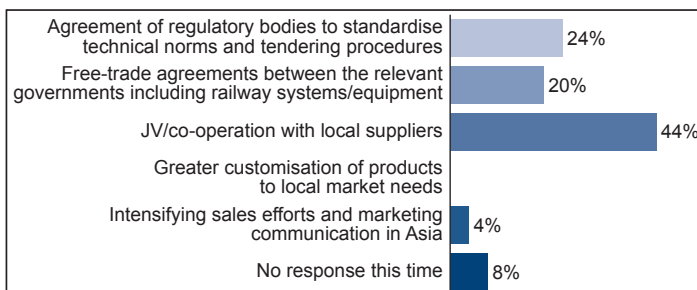 Agreement of regulatory bodies to standardise
technical norms and tendering procedures
24%
Free-trade agreements between the relevant
governments including railway systems/equipment
20%
JV/co-operation with local suppliers
44%
Greater customisation of products
to local market needs
Intensifying sales efforts and marketing
communication in Asia
4%
No response this time
8%